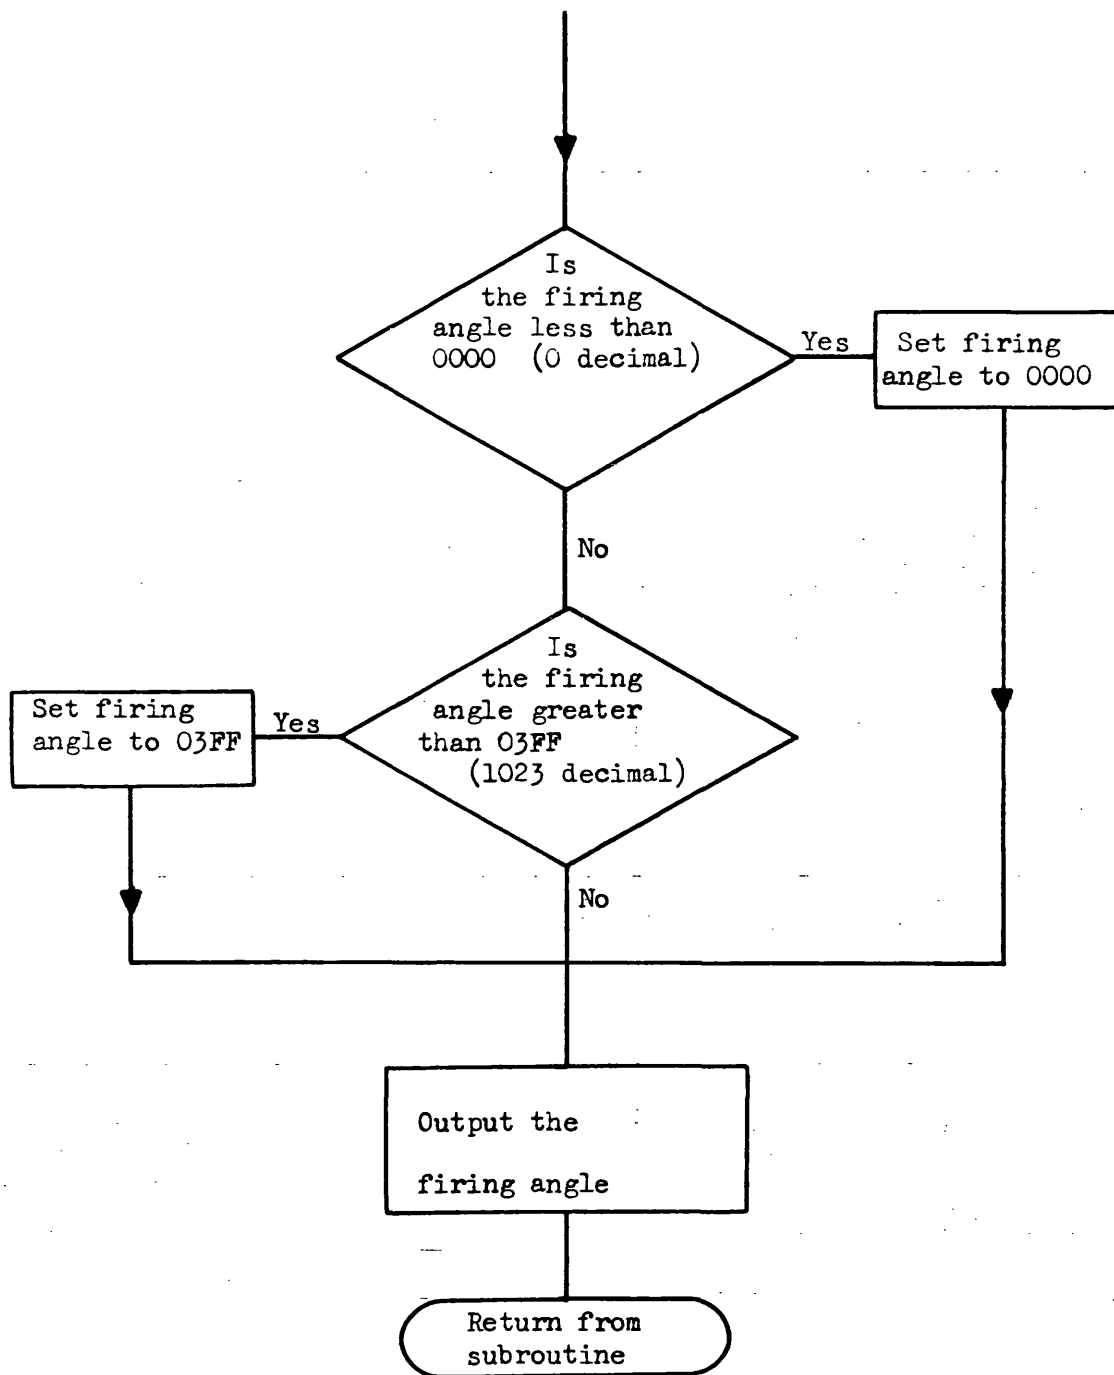 Is
the firing
angle less than
0000 (0 decimal)
Yes
Set firing
angle to 0000
No
Is
the firing
angle greater
than 03FF
(1023 decimal)
Yes
Set firing
angle to 03FF
No
Output the
firing angle
Return from
subroutine